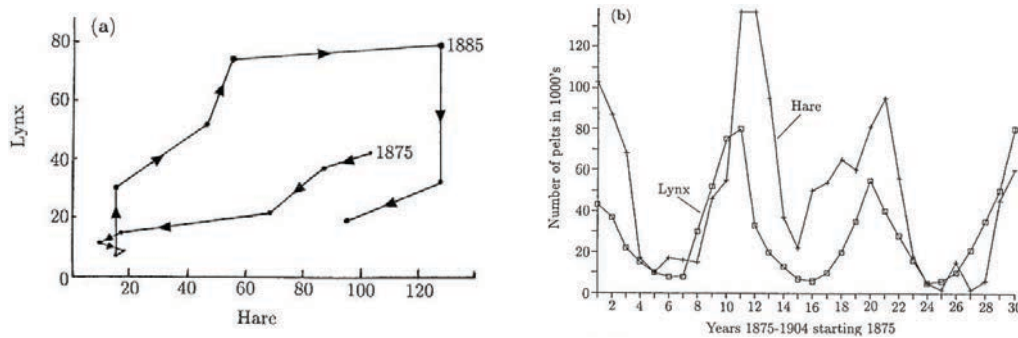 (a)
80
60
40
20
0
Lynx
20 40 60 80 100 120
Hare
1885
1875
(b)
120
100
80
60
40
20
0
Number of pelts in 1000's
Hare
Lynx
2 4 6 8 10 12 14 16 18 20 22 24 26 28 30
Years 1875-1904 starting 1875